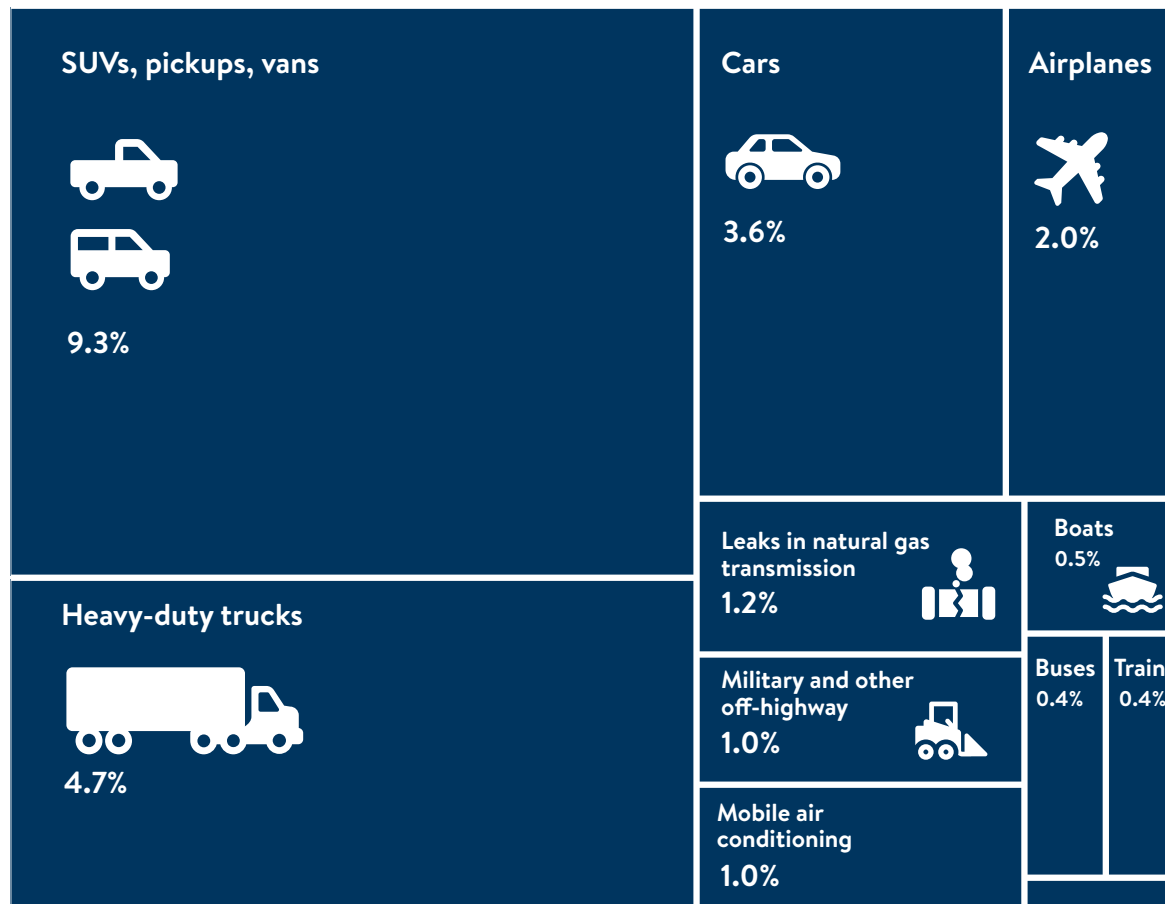 SUVs, pickups, vans
9.3%
Cars
3.6%
Airplanes
2.0%
Heavy-duty trucks
4.7%
Leaks in natural gas
transmission
1.2%
Military and other
off-highway
1.0%
Mobile air
conditioning
1.0%
Boats
0.5%
Buses
0.4%
Train
0.4%